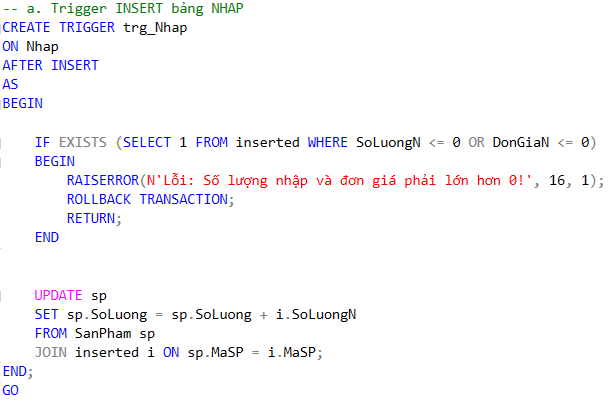 -- a. Trigger INSERT bảng NHAP
CREATE TRIGGER trg_Nhap
ON Nhap
AFTER INSERT
AS
BEGIN
IF EXISTS (SELECT 1 FROM inserted WHERE SoLuongN <= 0 OR DonGiaN <= 0)
BEGIN
RAISERROR(N'Lỗi: Số lượng nhập và đơn giá phải lớn hơn 0!', 16, 1);
ROLLBACK TRANSACTION;
RETURN;
END
UPDATE sp
SET sp.SoLuong = sp.SoLuong + i.SoLuongN
FROM SanPham sp
JOIN inserted i ON sp.MaSP = i.MaSP;
END;
GO